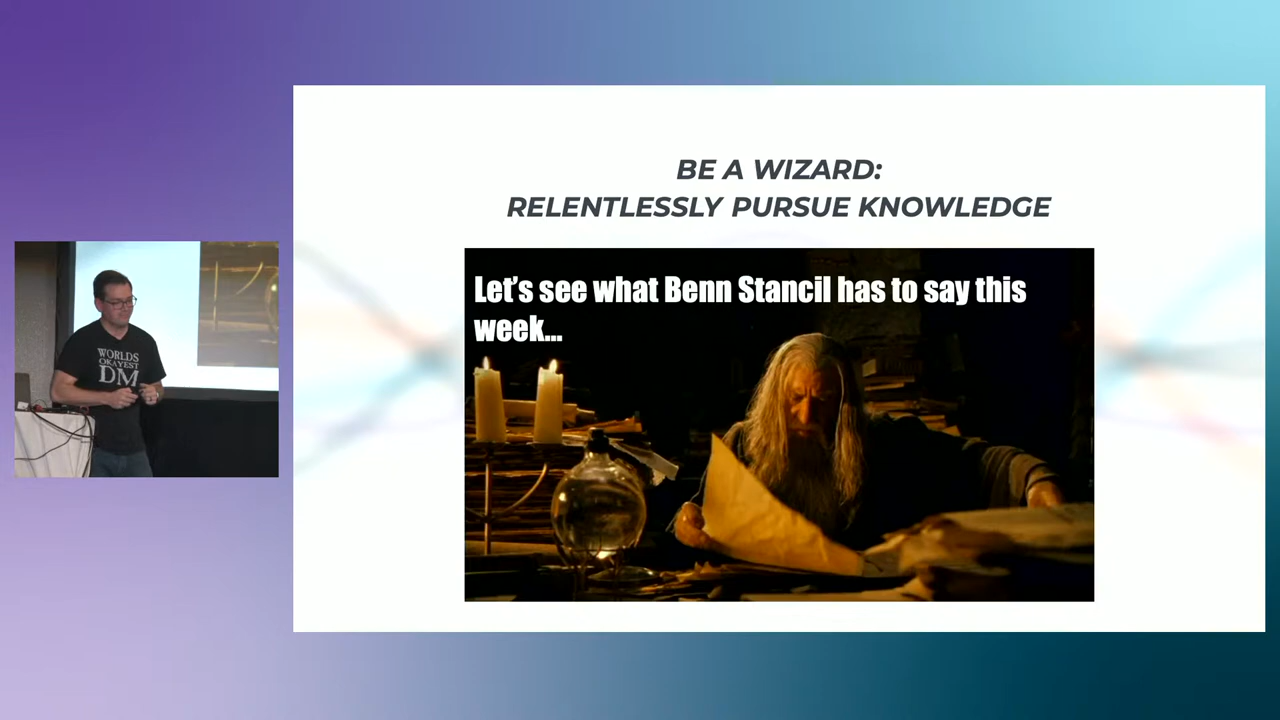 BE A WIZARD:
RELENTLESSLY PURSUE KNOWLEDGE
Let's see what Benn Stancil has to say this
week...
WORLDS
OKAYEST
DM